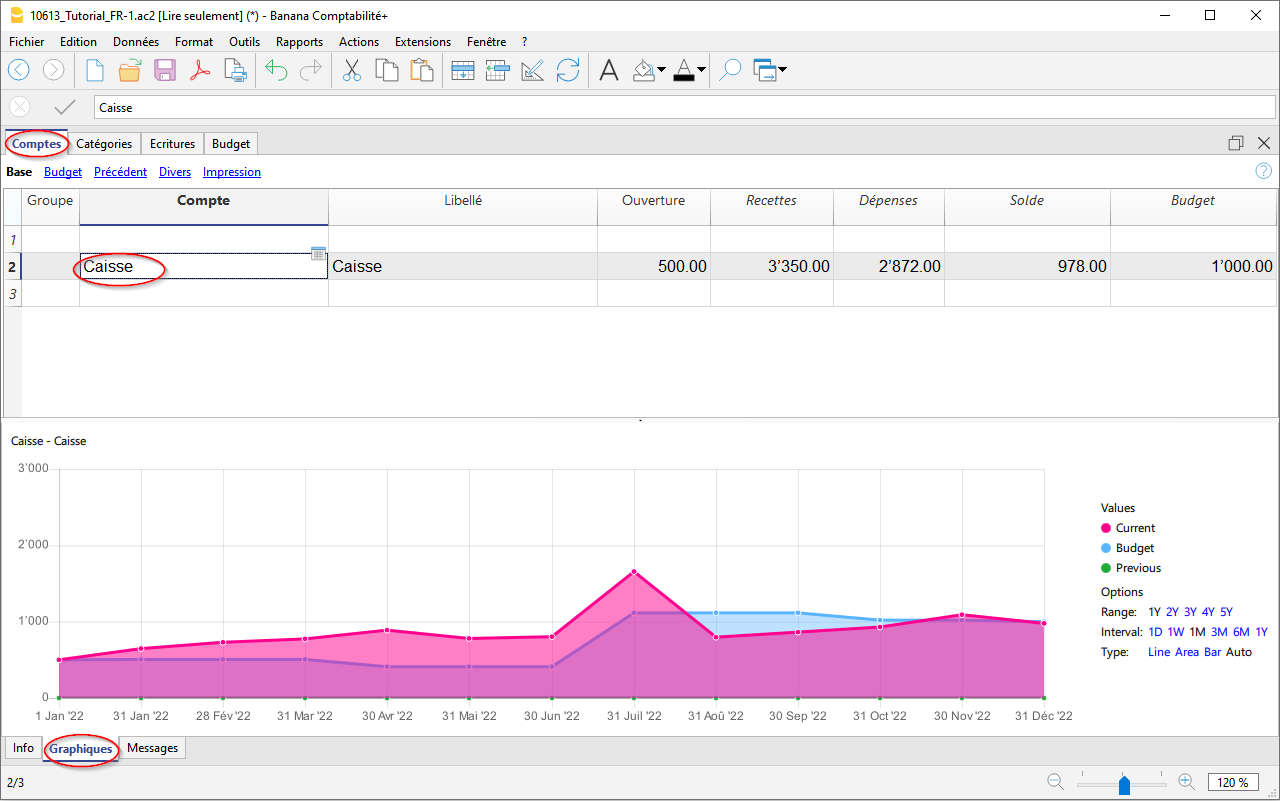 10613_Tutorial_FR-1.ac2 [Lire seulement] (*) - Banana Comptabilité+
Fichier Edition Données Format Outils Rapports Actions Extensions Fenêtre ?
Caisse
Comptes Catégories Ecritures Budget
Base Budget Précédent Divers Impression
Groupe Compte Libellé Ouverture Recettes Dépenses Solde Budget
1
2 Caisse Caisse 500.00 3’350.00 2’872.00 978.00 1’000.00
3
Caisse - Caisse
3'000
2'000
1'000
0
1 Jan '22 31 Jan '22 28 Fév '22 31 Mar '22 30 Avr '22 31 Mai '22 30 Jun '22 31 Juil '22 31 Aoû '22 30 Sep '22 31 Oct '22 30 Nov '22 31 Déc '22
Values
Current
Budget
Previous
Options
Range: 1Y 2Y 3Y 4Y 5Y
Interval: 1D 1W 1M 3M 6M 1Y
Type: Line Area Bar Auto
Info Graphiques Messages
2/3 120 %